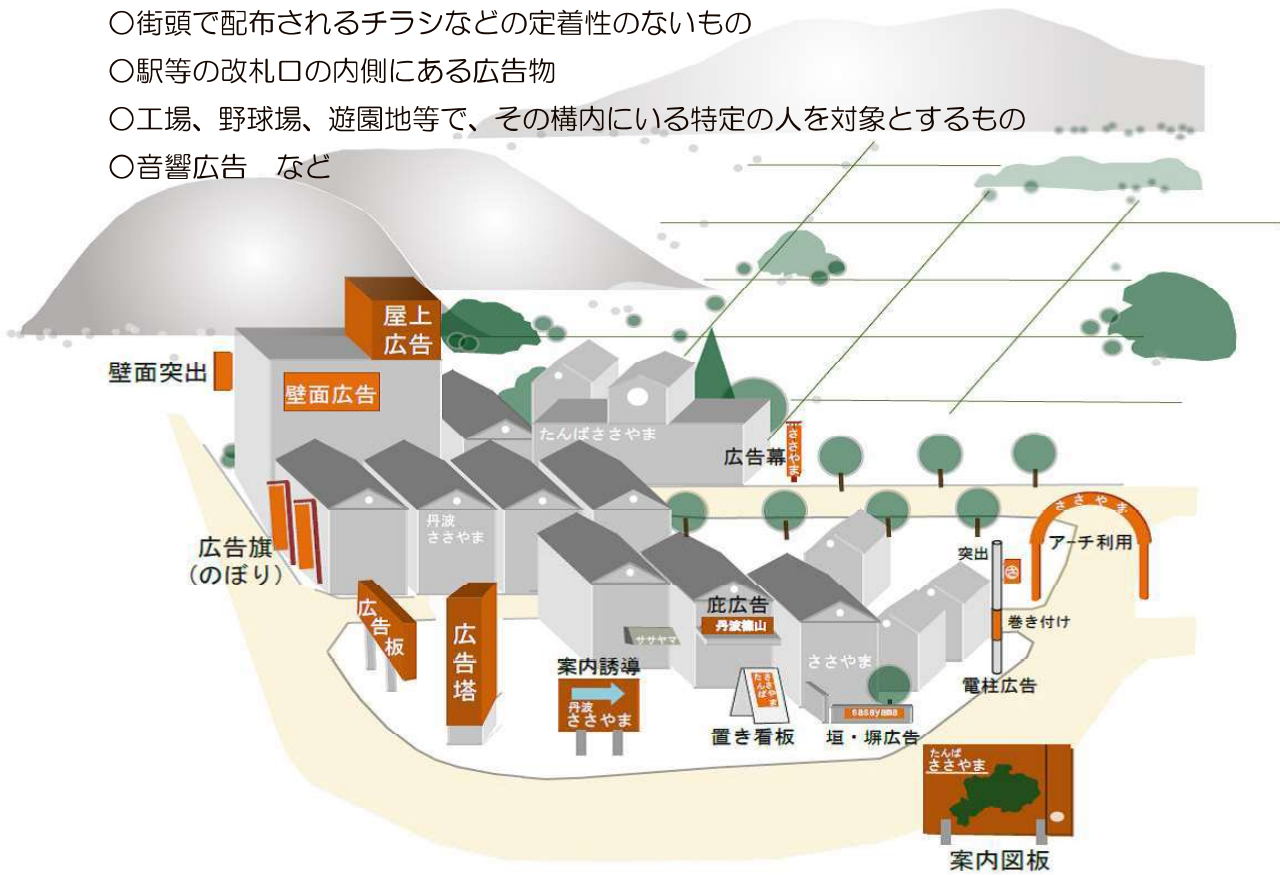 ○街頭で配布されるチラシなどの定着性のないもの
○駅等の改札口の内側にある広告物
○工場、野球場、遊園地等で、その構内にいる特定の人を対象とするもの
○音響広告　など
屋上
広告
壁面突出
壁面広告
たんばささやま
広告幕
ささやま
丹波
ささやま
広告旗
(のぼり)
ささやま
アーチ利用
突出
巻き付け
電柱広告
広告板
広告塔
庇広告
丹波篠山
ササヤマ
ささやま
案内誘導
丹波
ささやま
ささやま
たんば
置き看板
sasayama
垣・塀広告
たんば
ささやま
案内図板